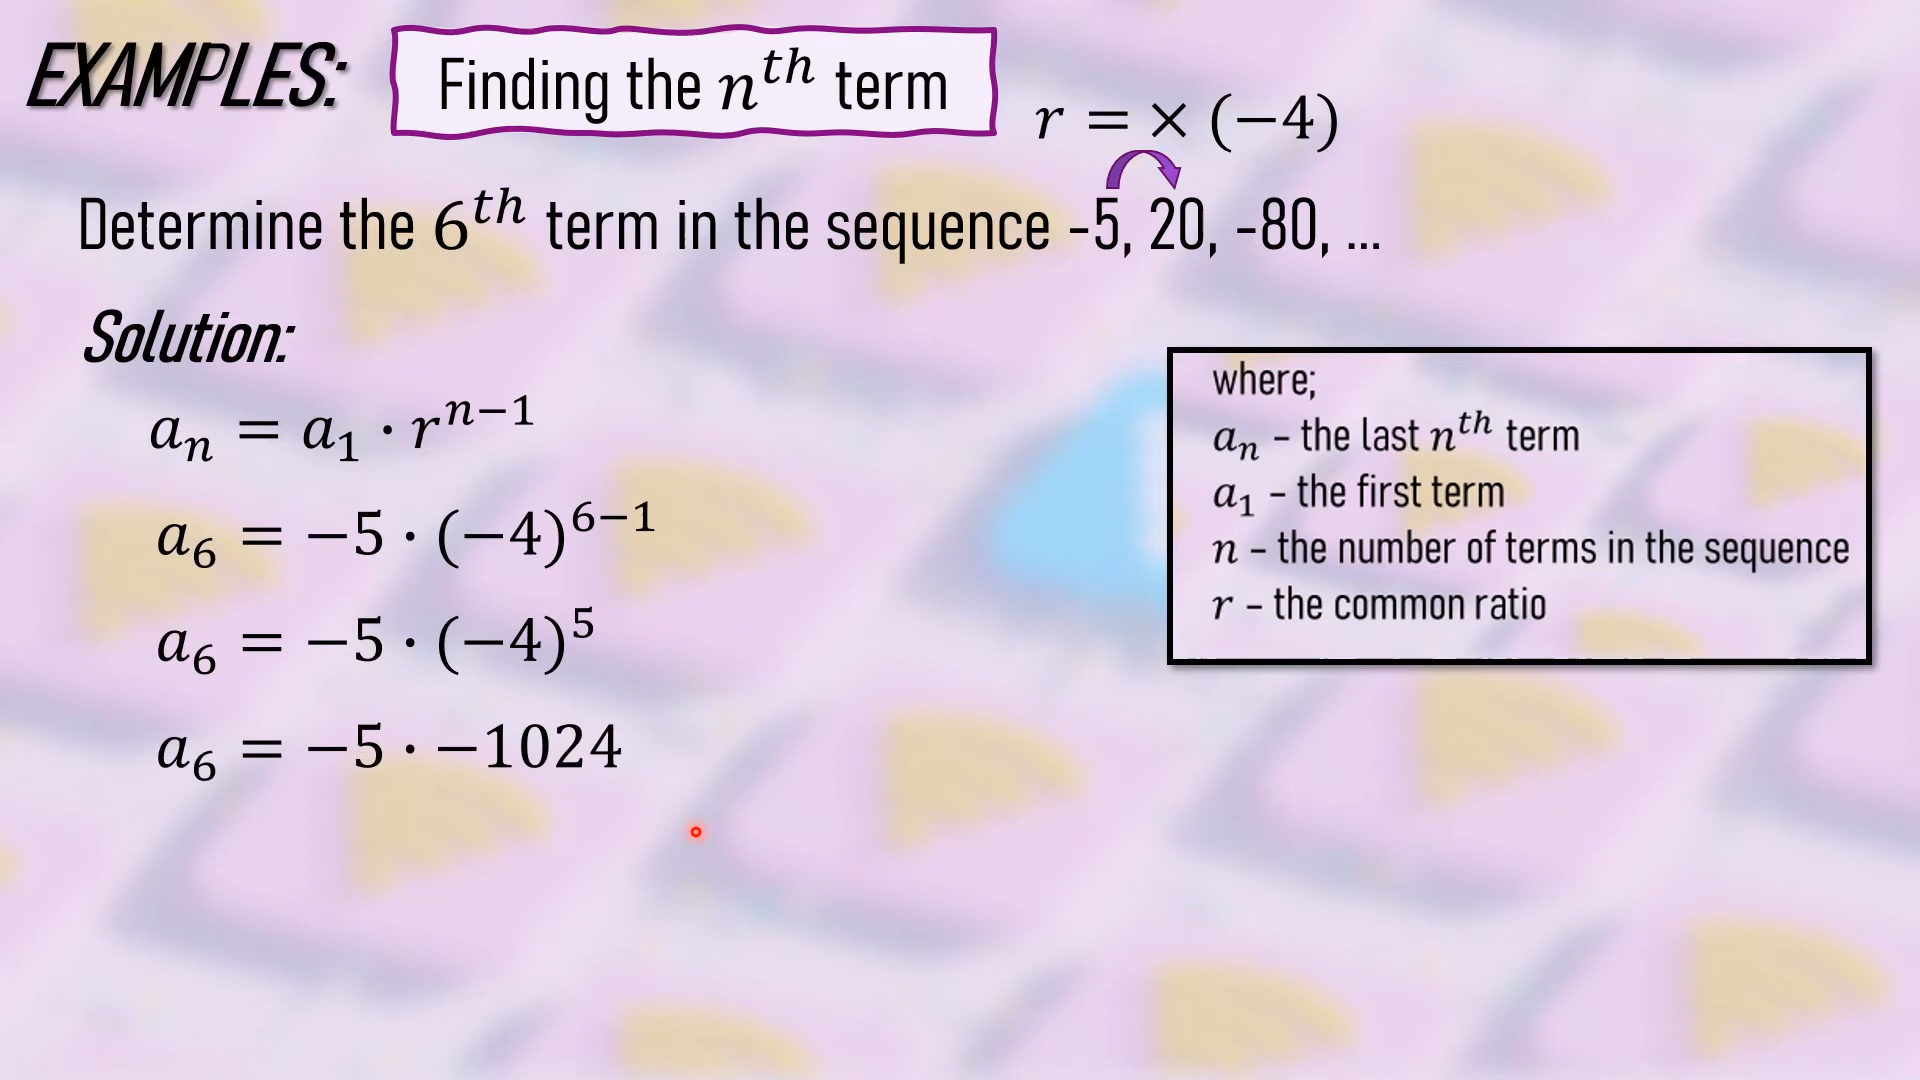 EXAMPLES:
Finding the nᵗʰ term
r = × (−4)
Determine the 6ᵗʰ term in the sequence -5, 20, -80, ...
Solution:
aₙ = a₁ · rⁿ⁻¹
a₆ = −5 · (−4)⁶⁻¹
a₆ = −5 · (−4)⁵
a₆ = −5 · −1024
where;
aₙ – the last nᵗʰ term
a₁ – the first term
n – the number of terms in the sequence
r – the common ratio